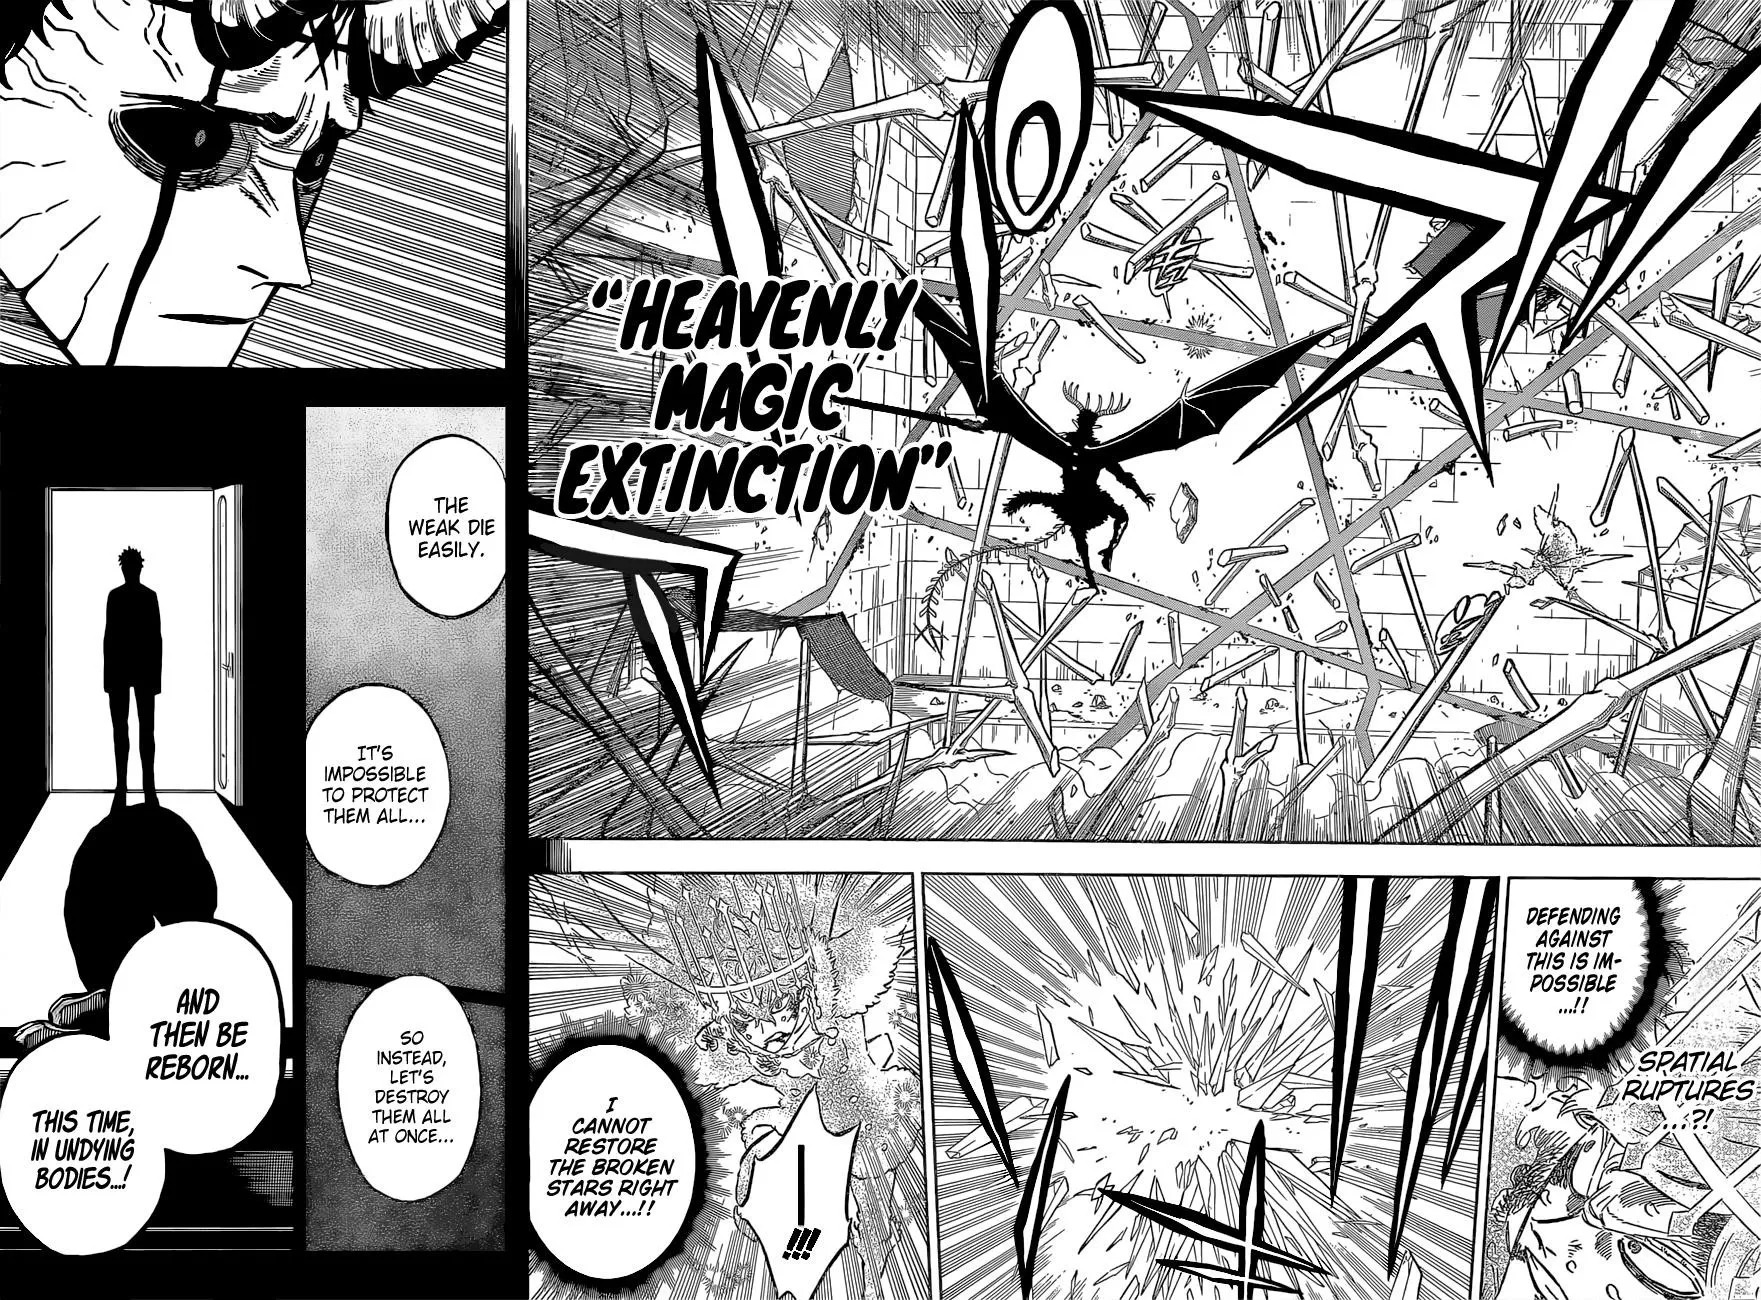 “HEAVENLY
MAGIC
EXTINCTION”
DEFENDING
AGAINST
THIS IS IM-
POSSIBLE
...!!
SPATIAL
RUPTURES
...?!
!!!
I
CANNOT
RESTORE
THE BROKEN
STARS RIGHT
AWAY...!!
THE
WEAK DIE
EASILY.
IT'S
IMPOSSIBLE
TO PROTECT
THEM ALL...
SO
INSTEAD,
LET'S
DESTROY
THEM ALL
AT ONCE...
AND
THEN BE
REBORN...
THIS TIME,
IN UNDYING
BODIES...!